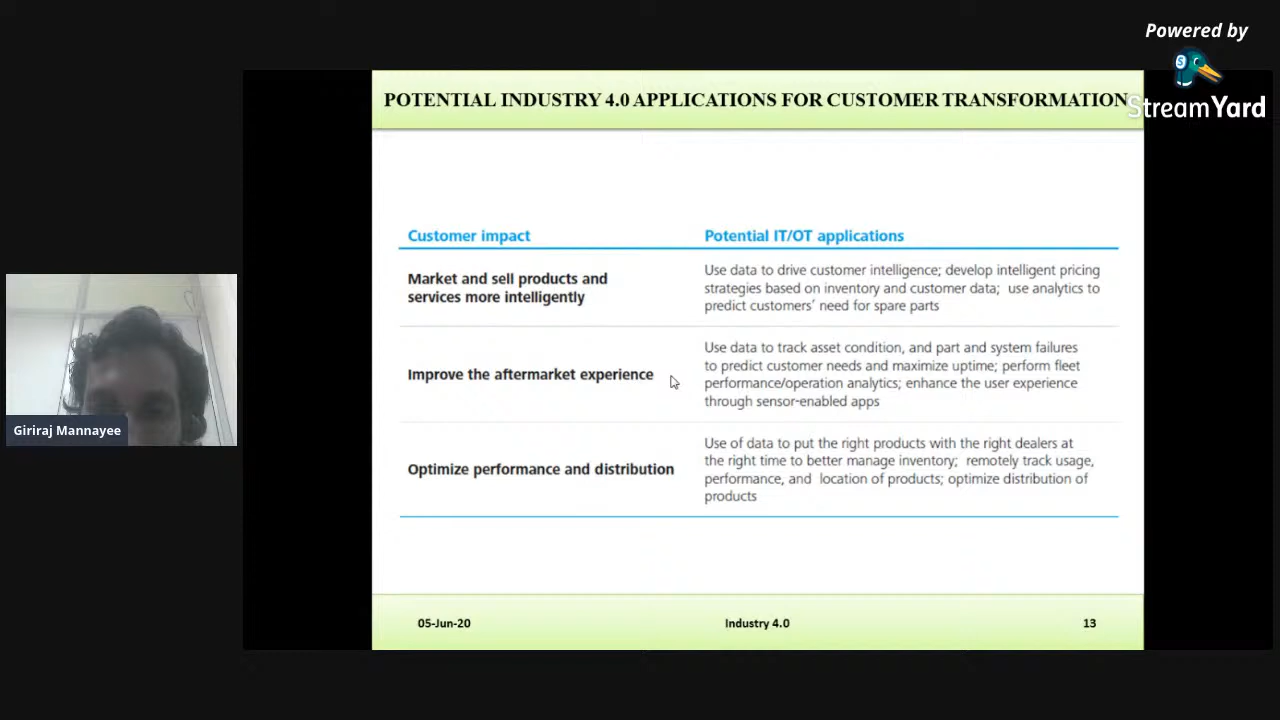 Powered by
StreamYard
POTENTIAL INDUSTRY 4.0 APPLICATIONS FOR CUSTOMER TRANSFORMATION
Customer impact
Potential IT/OT applications
Market and sell products and
services more intelligently
Use data to drive customer intelligence; develop intelligent pricing
strategies based on inventory and customer data; use analytics to
predict customers' need for spare parts
Improve the aftermarket experience
Use data to track asset condition, and part and system failures
to predict customer needs and maximize uptime; perform fleet
performance/operation analytics; enhance the user experience
through sensor-enabled apps
Optimize performance and distribution
Use of data to put the right products with the right dealers at
the right time to better manage inventory; remotely track usage,
performance, and location of products; optimize distribution of
products
Giriraj Mannayee
05-Jun-20
Industry 4.0
13